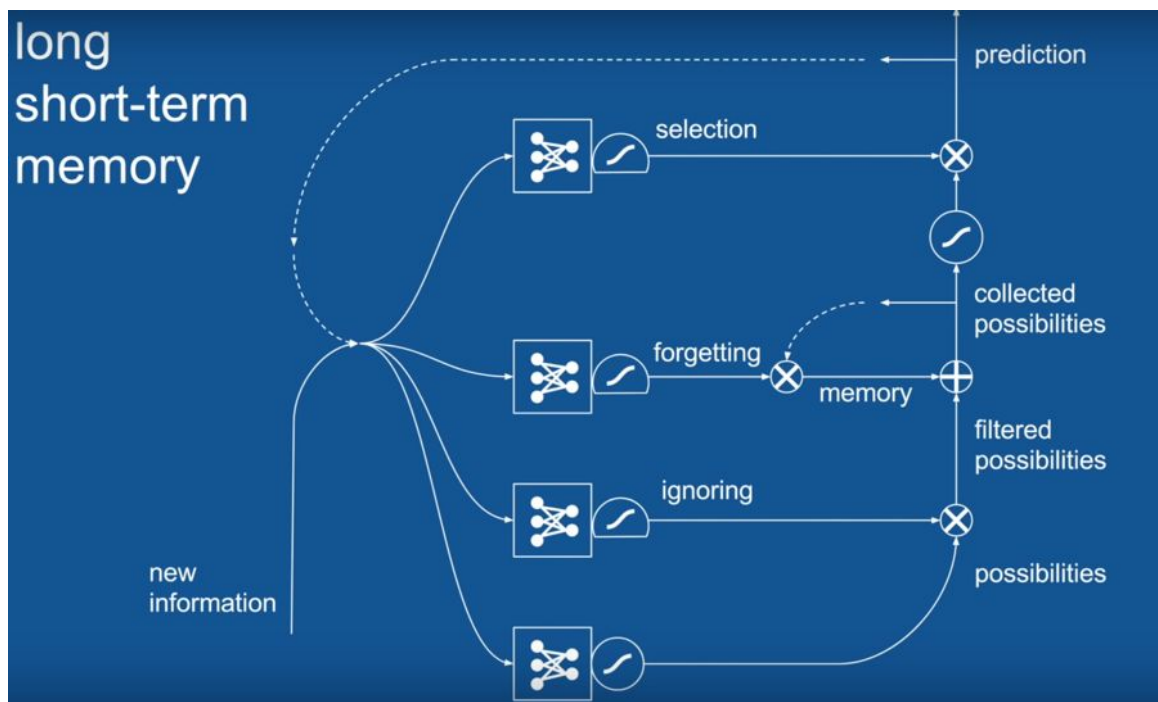 long
short-term
memory
prediction
selection
collected
possibilities
forgetting
memory
filtered
possibilities
ignoring
new
information
possibilities